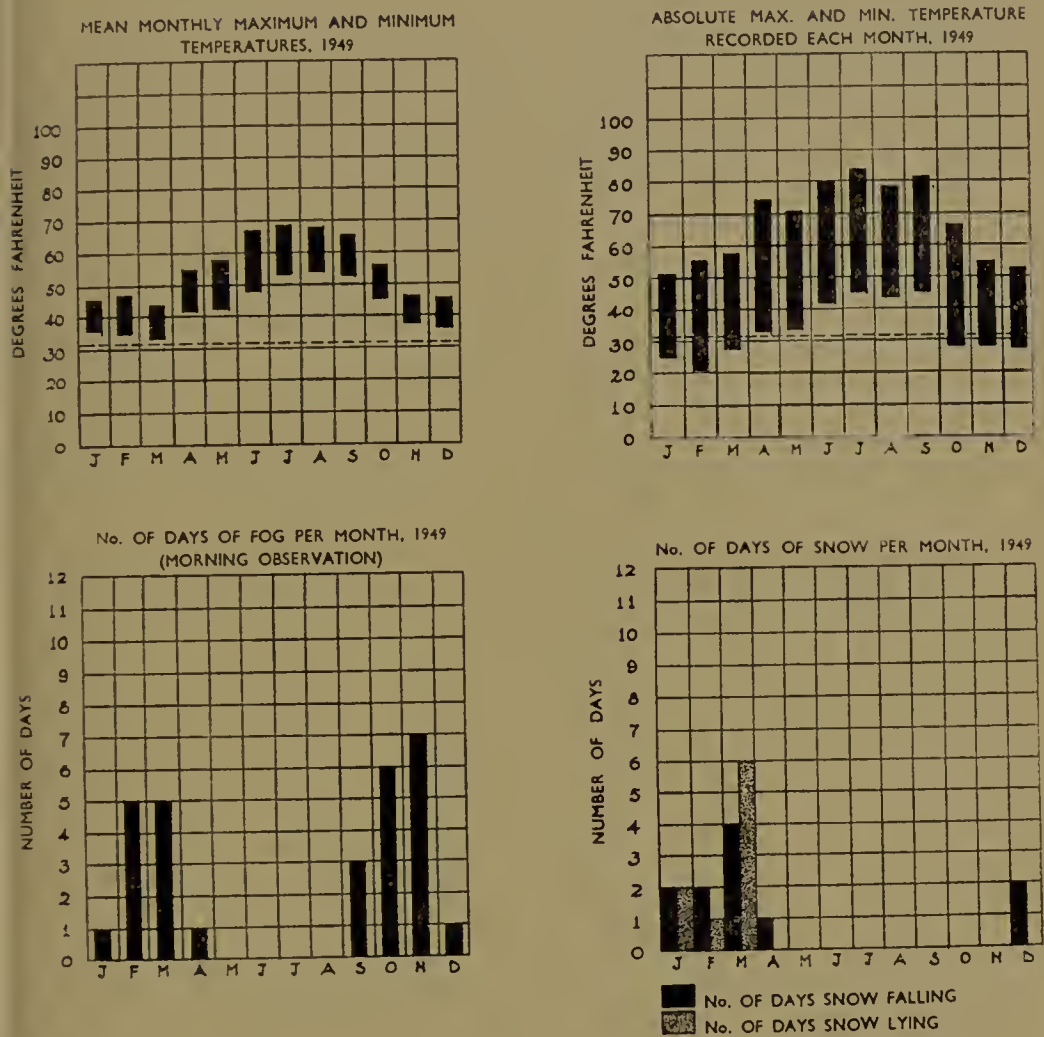 MEAN MONTHLY MAXIMUM AND MINIMUM
TEMPERATURES, 1949
DEGREES FAHRENHEIT
100
90
80
70
60
50
40
30
20
10
0
J F M A M J J A S O N D
ABSOLUTE MAX. AND MIN. TEMPERATURE
RECORDED EACH MONTH, 1949
DEGREES FAHRENHEIT
100
90
80
70
60
50
40
30
20
10
0
J F M A M J J A S O N D
No. OF DAYS OF FOG PER MONTH, 1949
(MORNING OBSERVATION)
NUMBER OF DAYS
12
11
10
9
8
7
6
5
4
3
2
1
0
J F M A M J J A S O N D
No. OF DAYS OF SNOW PER MONTH, 1949
NUMBER OF DAYS
12
11
10
9
8
7
6
5
4
3
2
1
0
J F M A M J J A S O N D
No. OF DAYS SNOW FALLING
No. OF DAYS SNOW LYING